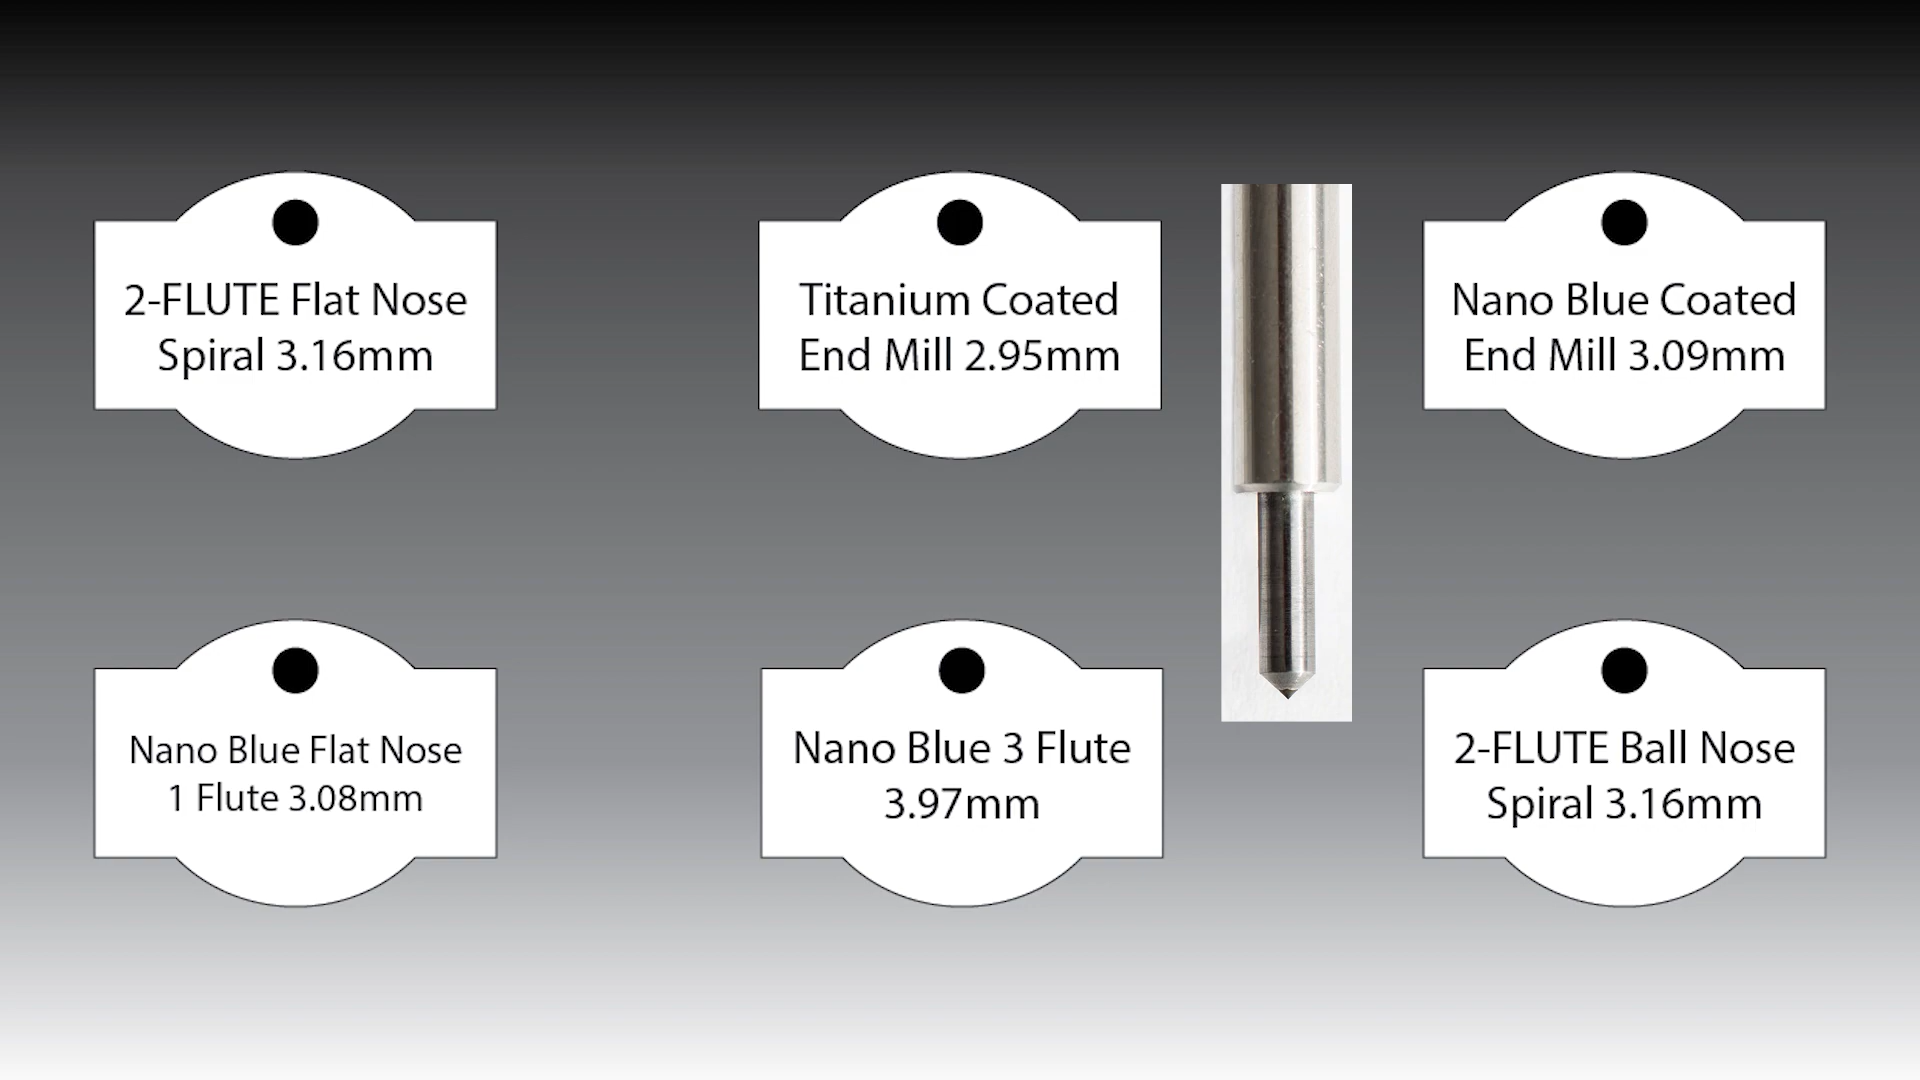 2-FLUTE Flat Nose
Spiral 3.16mm
Titanium Coated
End Mill 2.95mm
Nano Blue Coated
End Mill 3.09mm
Nano Blue Flat Nose
1 Flute 3.08mm
Nano Blue 3 Flute
3.97mm
2-FLUTE Ball Nose
Spiral 3.16mm